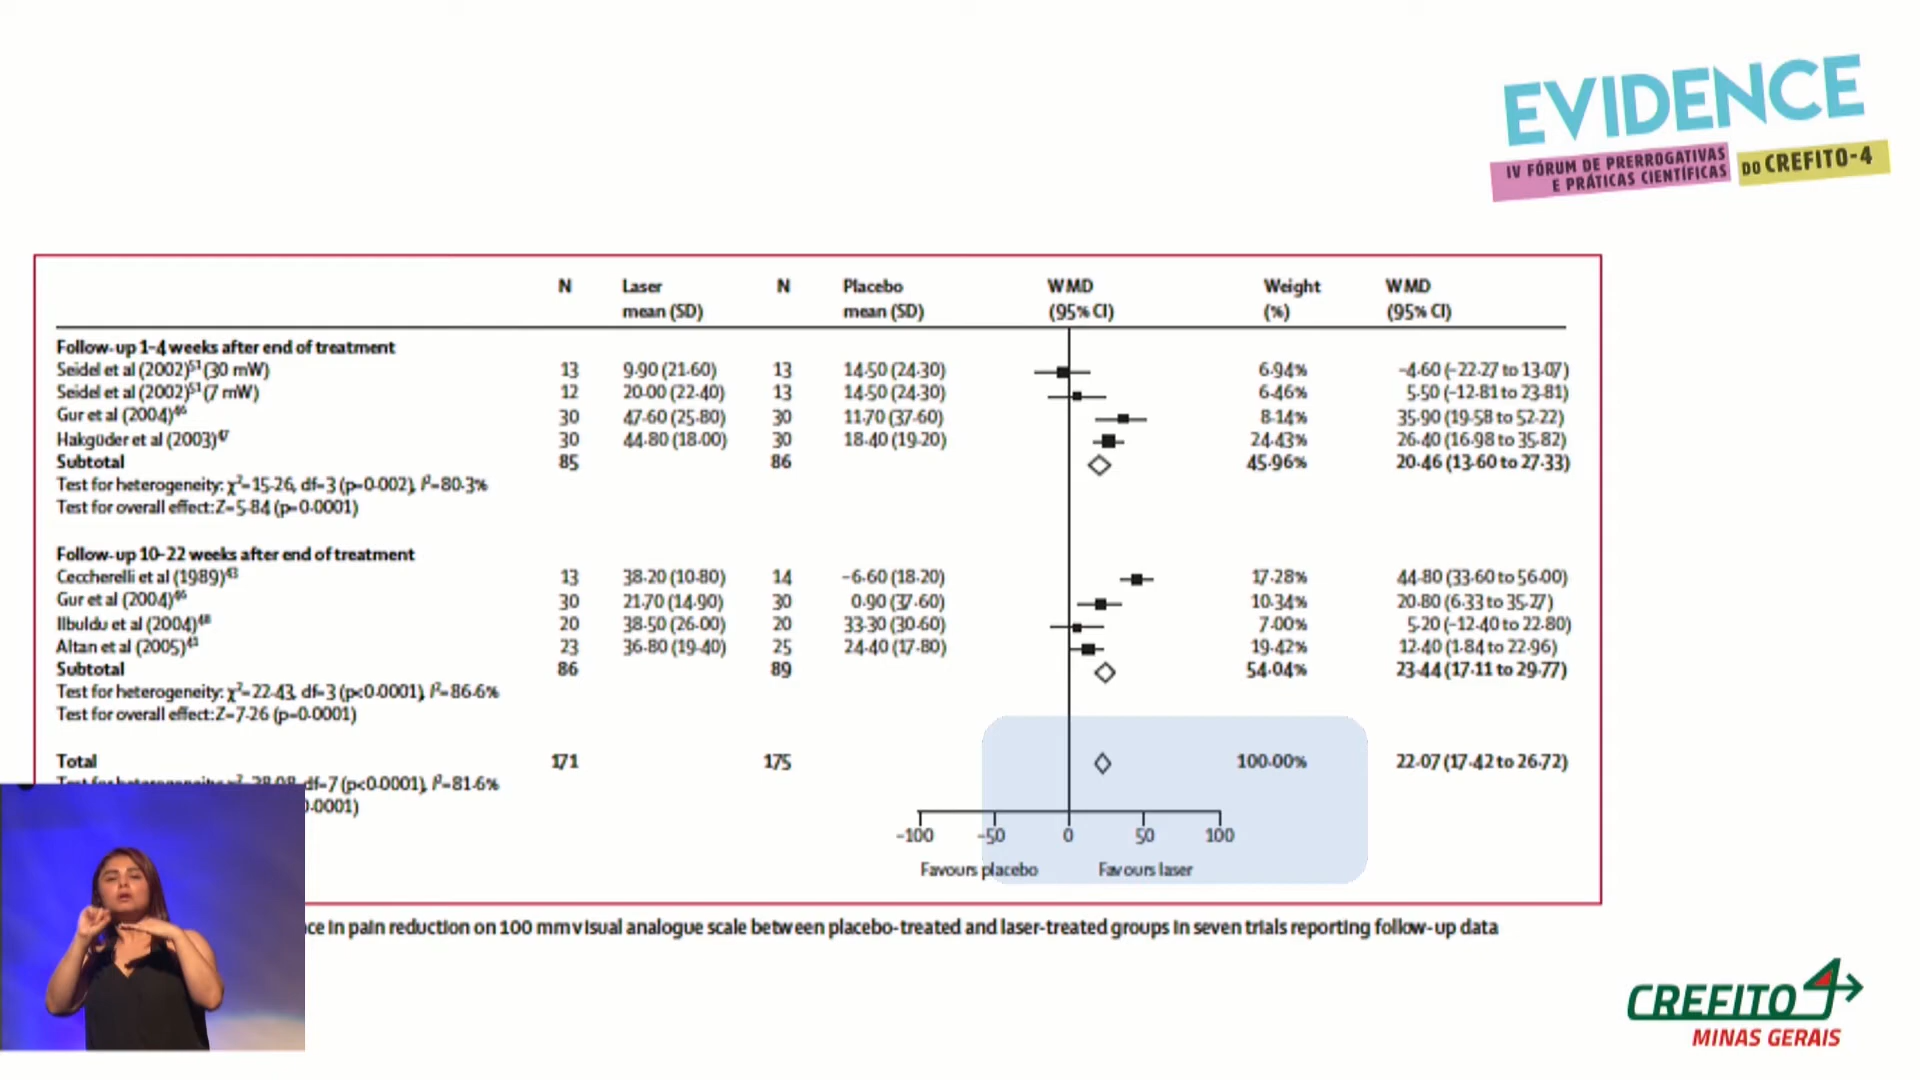 EVIDENCE
IV FÓRUM DE PRERROGATIVAS
E PRÁTICAS CIENTÍFICAS
DO CREFITO-4
N Laser N Placebo WMD Weight WMD
mean (SD) mean (SD) (95% CI) (%) (95% CI)
Follow-up 1-4 weeks after end of treatment
Seidel et al (2002)⁵¹ (30 mW) 13 9·90 (21·60) 13 14·50 (24·30) 6·94% -4·60 (-22·27 to 13·07)
Seidel et al (2002)⁵¹ (7 mW) 12 20·00 (22·40) 13 14·50 (24·30) 6·46% 5·50 (-12·81 to 23·81)
Gur et al (2004)⁴⁶ 30 47·60 (25·80) 30 11·70 (37·60) 8·14% 35·90 (19·58 to 52·22)
Hakgüder et al (2003)⁴⁷ 30 44·80 (18·00) 30 18·40 (19·20) 24·43% 26·40 (16·98 to 35·82)
Subtotal 85 86 45·96% 20·46 (13·60 to 27·33)
Test for heterogeneity: χ²=15·26, df=3 (p=0·002), I²=80·3%
Test for overall effect: Z=5·84 (p=0·0001)
Follow-up 10-22 weeks after end of treatment
Ceccherelli et al (1989)⁴³ 13 38·20 (10·80) 14 -6·60 (18·20) 17·28% 44·80 (33·60 to 56·00)
Gur et al (2004)⁴⁶ 30 21·70 (14·90) 30 0·90 (37·60) 10·34% 20·80 (6·33 to 35·27)
Ilbuldu et al (2004)⁴⁸ 20 38·50 (26·00) 20 33·30 (30·60) 7·00% 5·20 (-12·40 to 22·80)
Altan et al (2005)⁴¹ 23 36·80 (19·40) 25 24·40 (17·80) 19·42% 12·40 (1·84 to 22·96)
Subtotal 86 89 54·04% 23·44 (17·11 to 29·77)
Test for heterogeneity: χ²=22·43, df=3 (p<0·0001), I²=86·6%
Test for overall effect: Z=7·26 (p=0·0001)
Total 171 175 100·00% 22·07 (17·42 to 26·72)
df=7 (p<0·0001), I²=81·6%
0·0001)
-100 -50 0 50 100
Favours placebo Favours laser
in pain reduction on 100 mm visual analogue scale between placebo-treated and laser-treated groups in seven trials reporting follow-up data
CREFITO 4
MINAS GERAIS